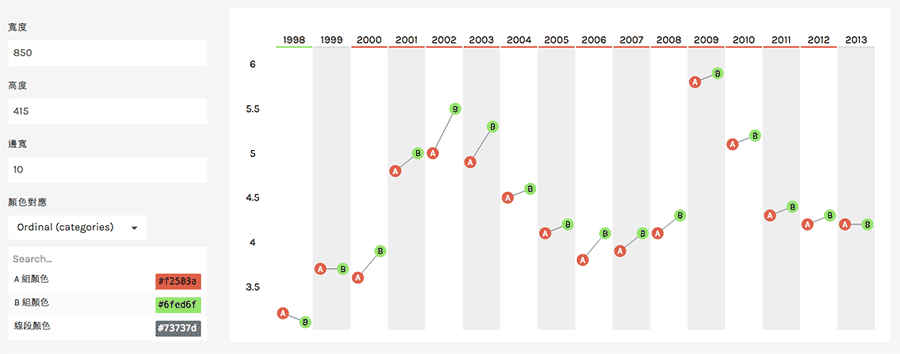 寬度
850
高度
415
邊寬
10
顏色對應
Ordinal (categories)
Search...
A 組顏色 #f2503a
B 組顏色 #6fed6f
線段顏色 #73737d
1998 1999 2000 2001 2002 2003 2004 2005 2006 2007 2008 2009 2010 2011 2012 2013
6
5.5
5
4.5
4
3.5
A B A B A B A B A B A B A B A B A B A B A B A B A B A B A B A B